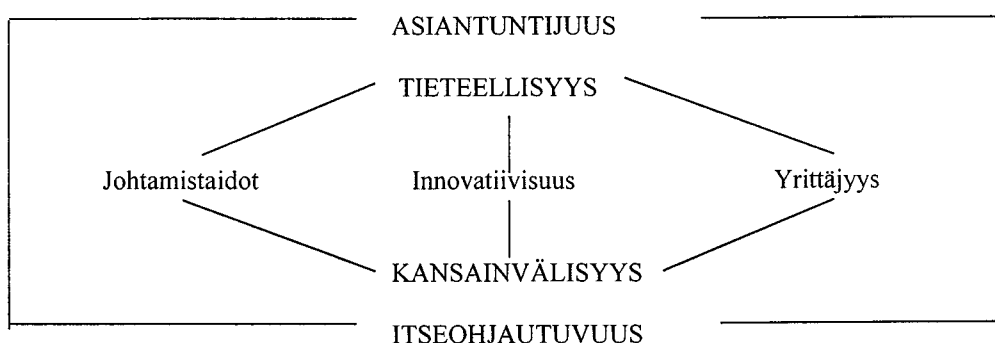 ASIANTUNTIJUUS
TIETEELLISYYS
Johtamistaidot Innovatiivisuus Yrittäjyys
KANSAINVÄLISYYS
ITSEOHJAUTUVUUS